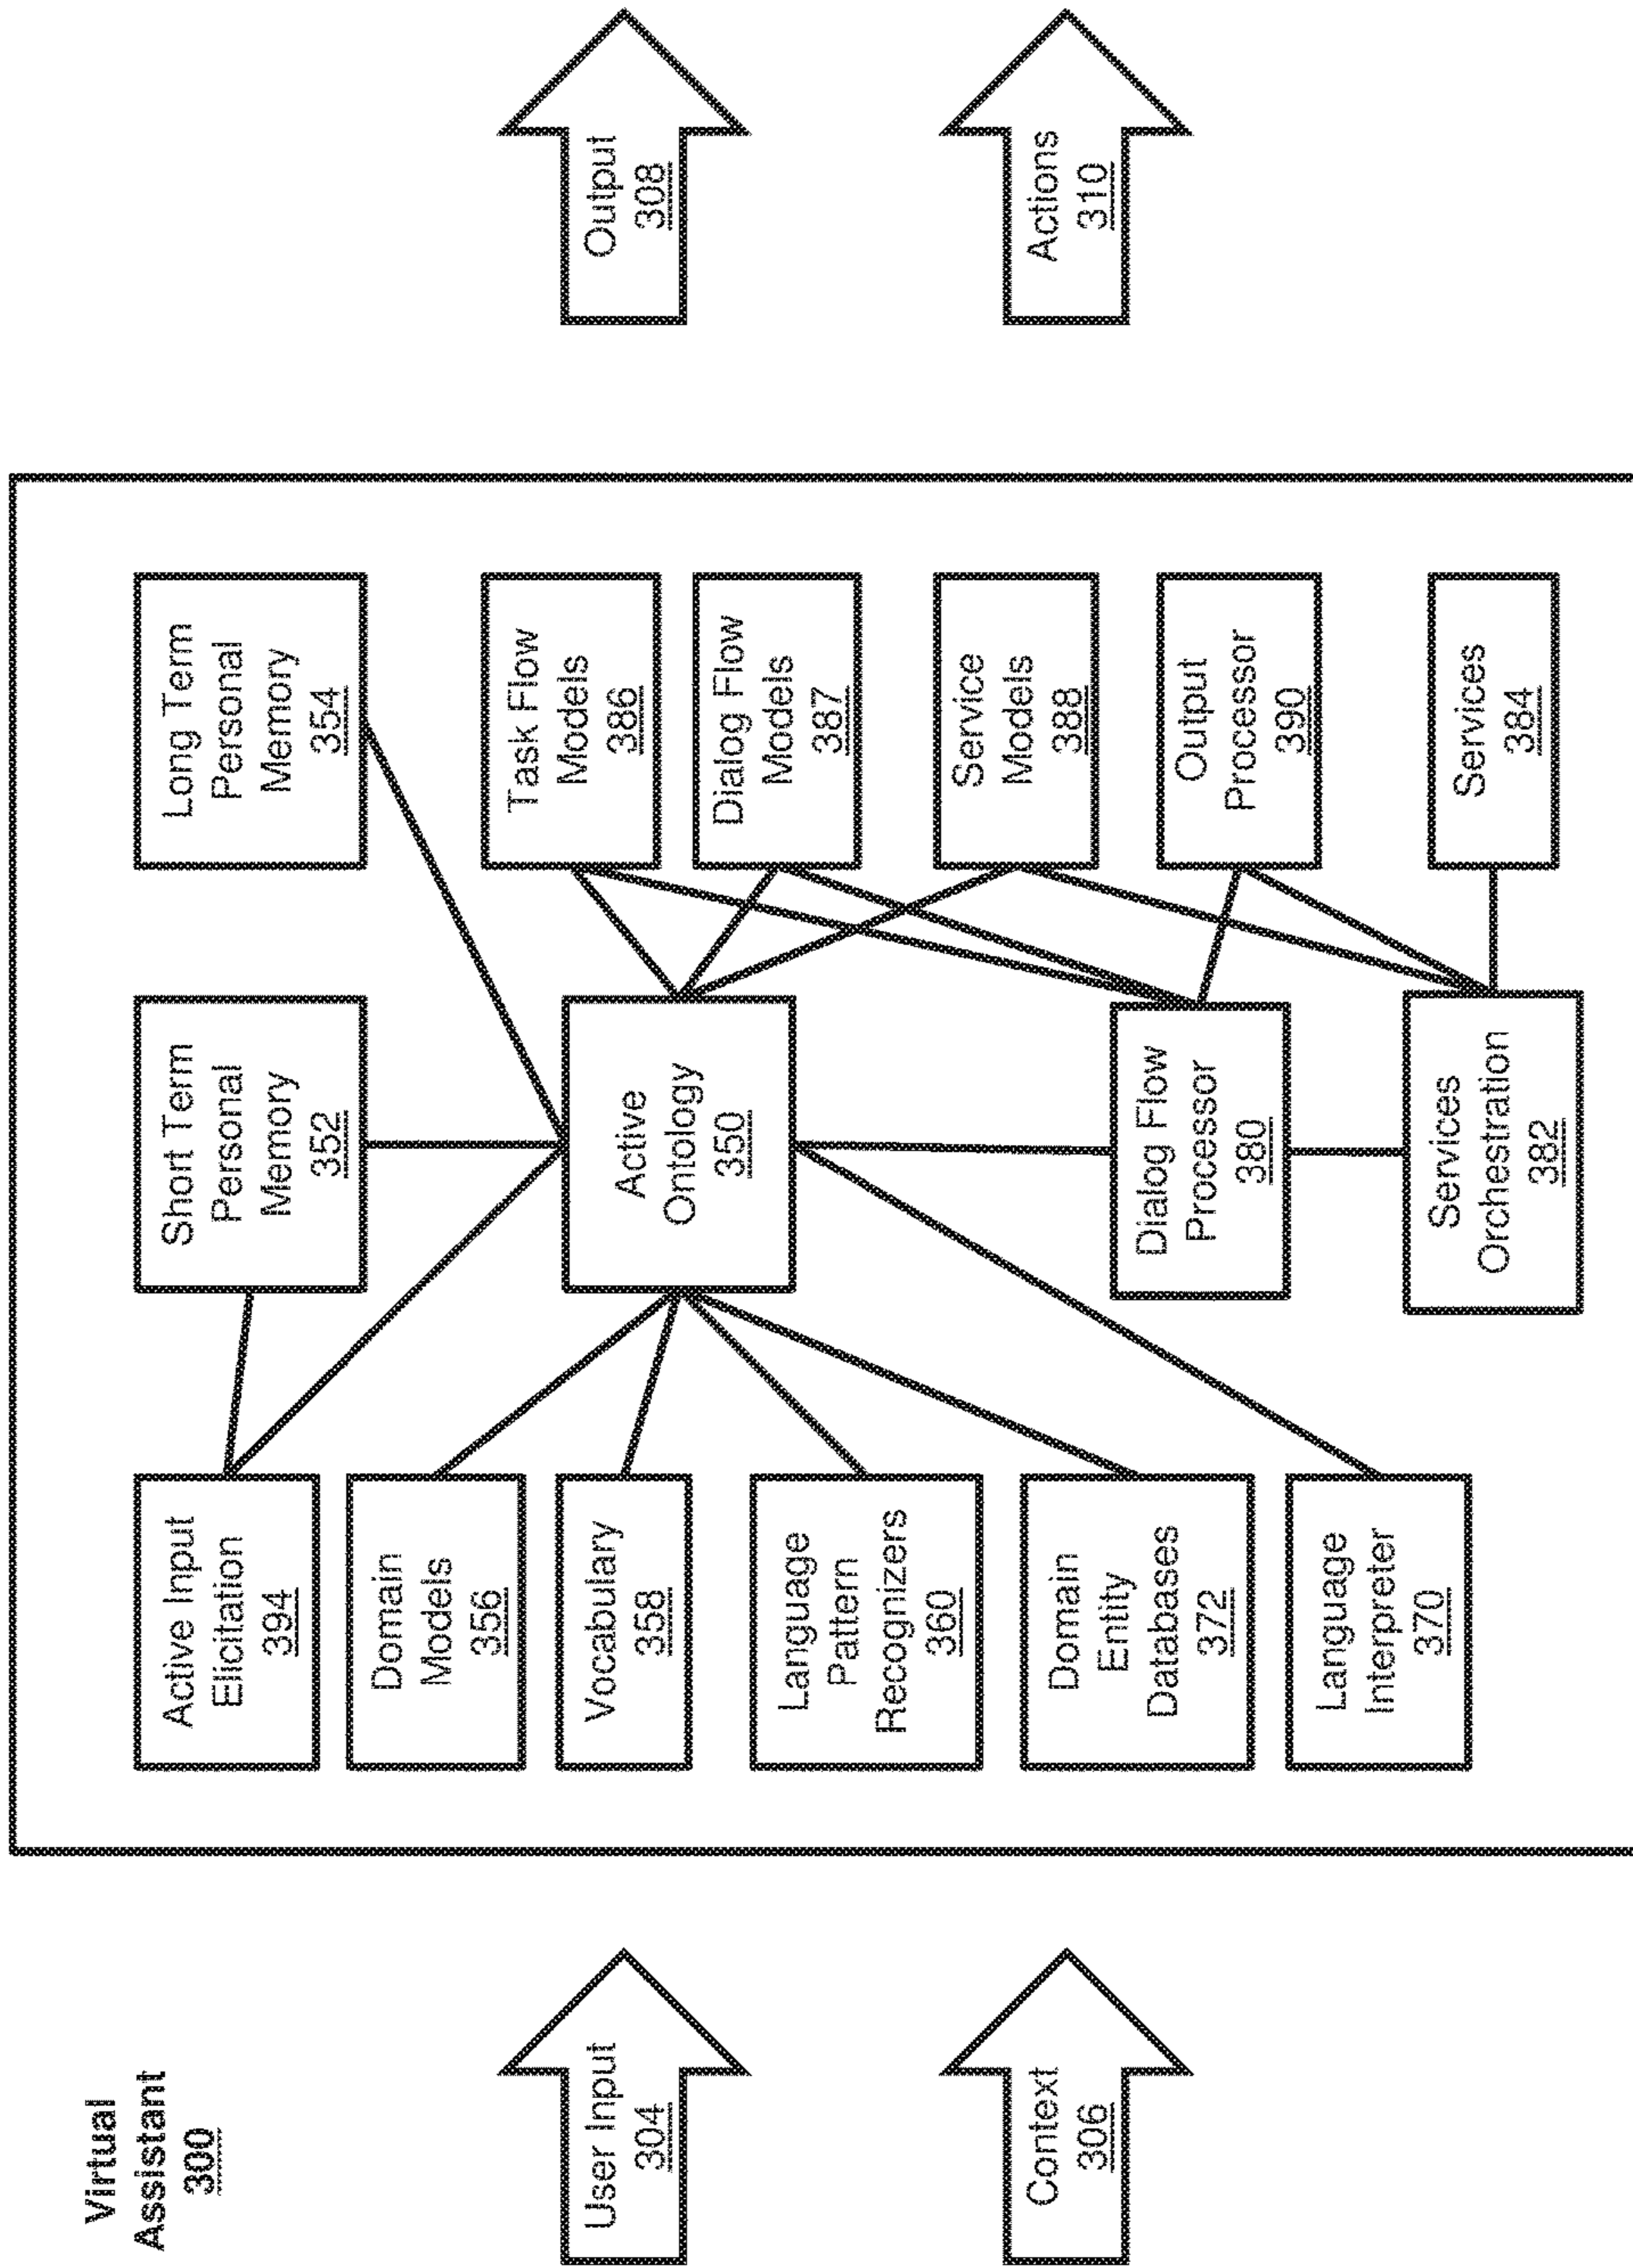 Virtual
Assistant
300
User Input
304
Context
306
Active Input
Elicitation
394
Domain
Models
356
Vocabulary
358
Language
Pattern
Recognizers
360
Domain
Entity
Databases
372
Language
Interpreter
370
Short Term
Personal
Memory
352
Active
Ontology
350
Dialog Flow
Processor
380
Services
Orchestration
382
Long Term
Personal
Memory
354
Task Flow
Models
386
Dialog Flow
Models
387
Service
Models
388
Output
Processor
390
Services
384
Output
308
Actions
310